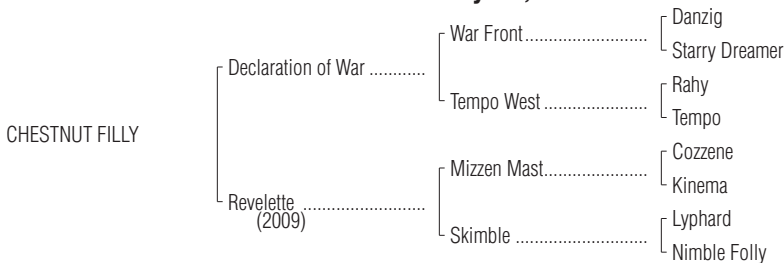 Danzig
War Front..........................
Starry Dreamer
Declaration of War ............
Rahy
Tempo West ......................
Tempo
CHESTNUT FILLY
Cozzene
Mizzen Mast......................
Kinema
Revelette ..........................
(2009)
Lyphard
Skimble ............................
Nimble Folly